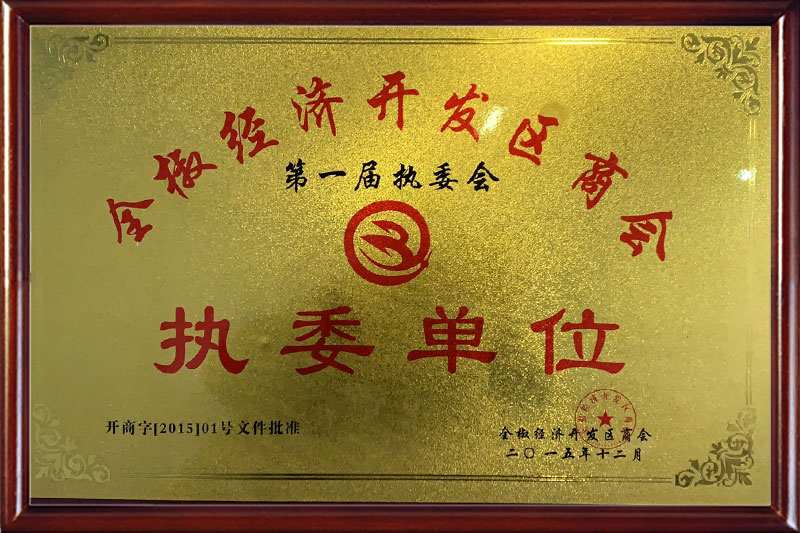 全椒经济开发区商会
第一届执委会
执委单位
开商字[2015]01号文件批准
全椒经济开发区商会
二〇一五年十二月